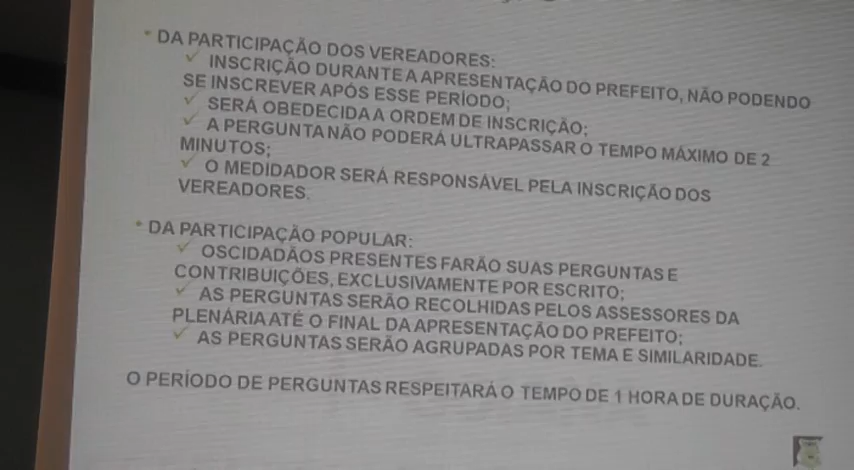 * DA PARTICIPAÇÃO DOS VEREADORES:
✓ INSCRIÇÃO DURANTE A APRESENTAÇÃO DO PREFEITO, NÃO PODENDO
SE INSCREVER APÓS ESSE PERÍODO;
✓ SERÁ OBEDECIDA A ORDEM DE INSCRIÇÃO;
✓ A PERGUNTA NÃO PODERÁ ULTRAPASSAR O TEMPO MÁXIMO DE 2
MINUTOS;
✓ O MEDIDADOR SERÁ RESPONSÁVEL PELA INSCRIÇÃO DOS
VEREADORES.
* DA PARTICIPAÇÃO POPULAR:
✓ OSCIDADÃOS PRESENTES FARÃO SUAS PERGUNTAS E
CONTRIBUIÇÕES, EXCLUSIVAMENTE POR ESCRITO;
✓ AS PERGUNTAS SERÃO RECOLHIDAS PELOS ASSESSORES DA
PLENÁRIA ATÉ O FINAL DA APRESENTAÇÃO DO PREFEITO;
✓ AS PERGUNTAS SERÃO AGRUPADAS POR TEMA E SIMILARIDADE.
O PERÍODO DE PERGUNTAS RESPEITARÁ O TEMPO DE 1 HORA DE DURAÇÃO.